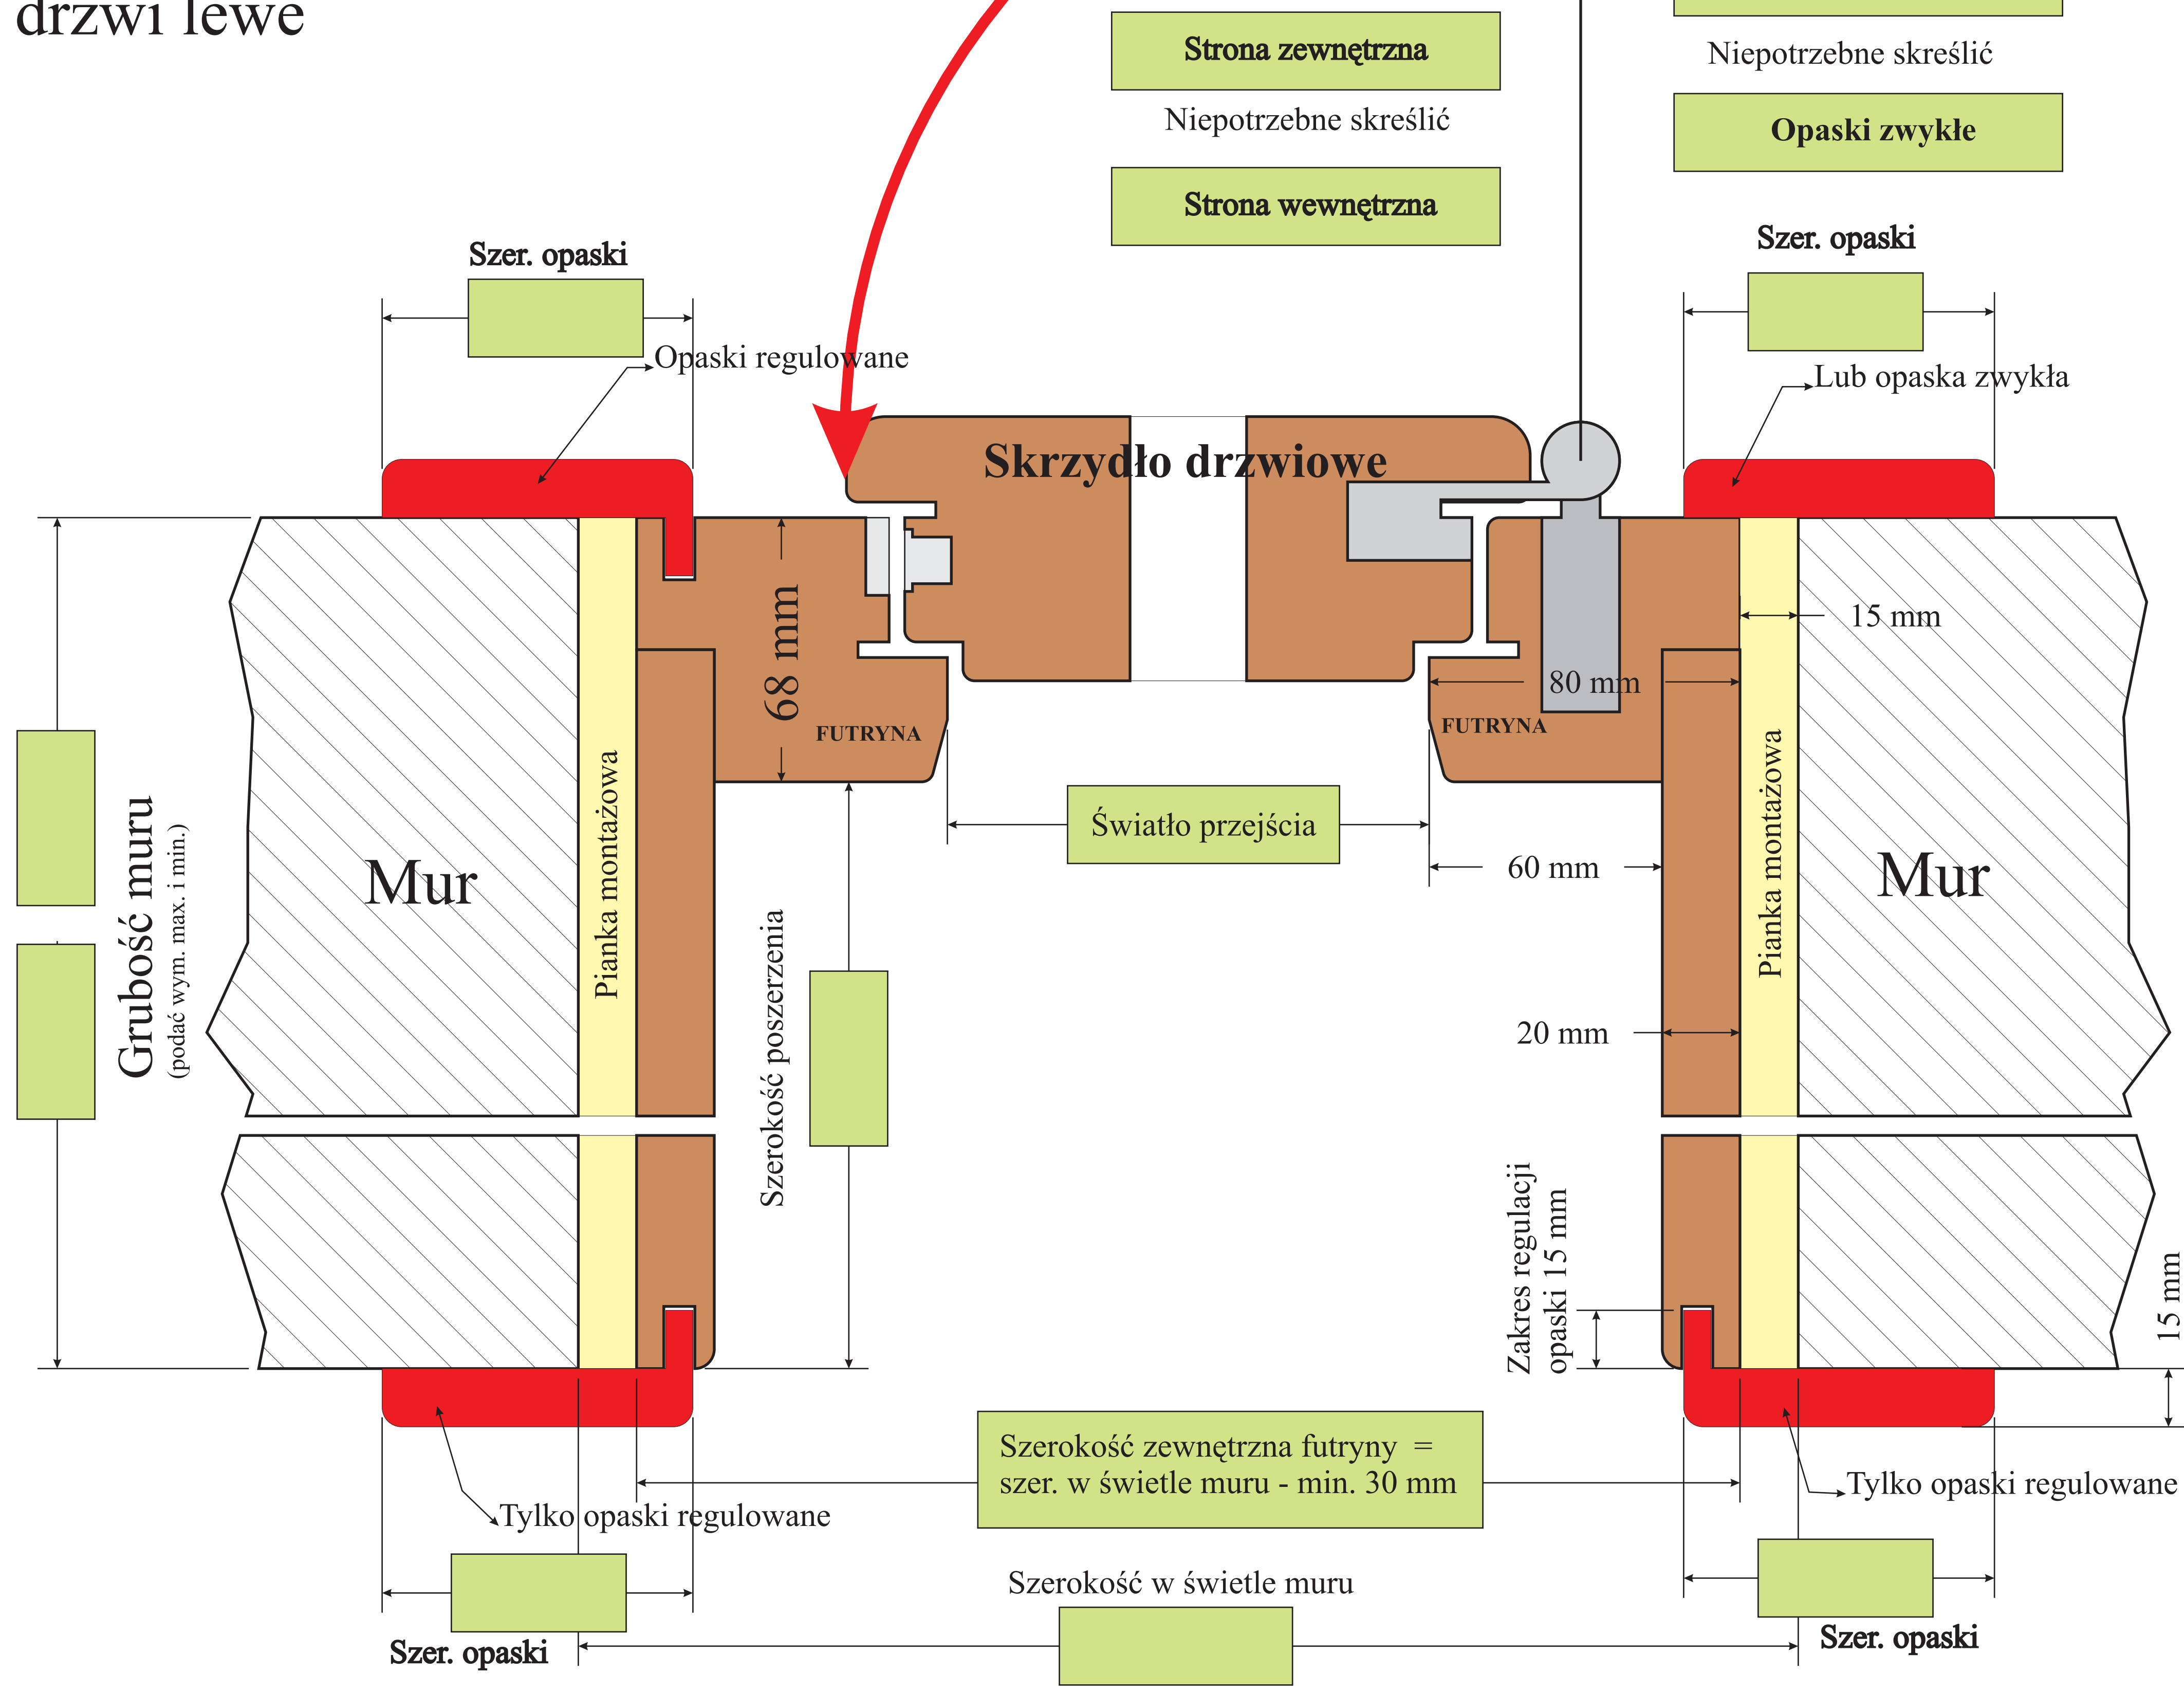 drzwi lewe
Strona zewnętrzna
Niepotrzebne skreślić
Strona wewnętrzna
Niepotrzebne skreślić
Opaski zwykłe
Szer. opaski
Opaski regulowane
Szer. opaski
Lub opaska zwykła
Skrzydło drzwiowe
68 mm
FUTRYNA
FUTRYNA
15 mm
80 mm
Światło przejścia
60 mm
20 mm
Grubość muru
(podać wym. max. i min.)
Mur
Pianka montażowa
Szerokość poszerzenia
Pianka montażowa
Mur
Zakres regulacji
opaski 15 mm
15 mm
Szerokość zewnętrzna futryny =
szer. w świetle muru - min. 30 mm
Tylko opaski regulowane
Tylko opaski regulowane
Szerokość w świetle muru
Szer. opaski
Szer. opaski